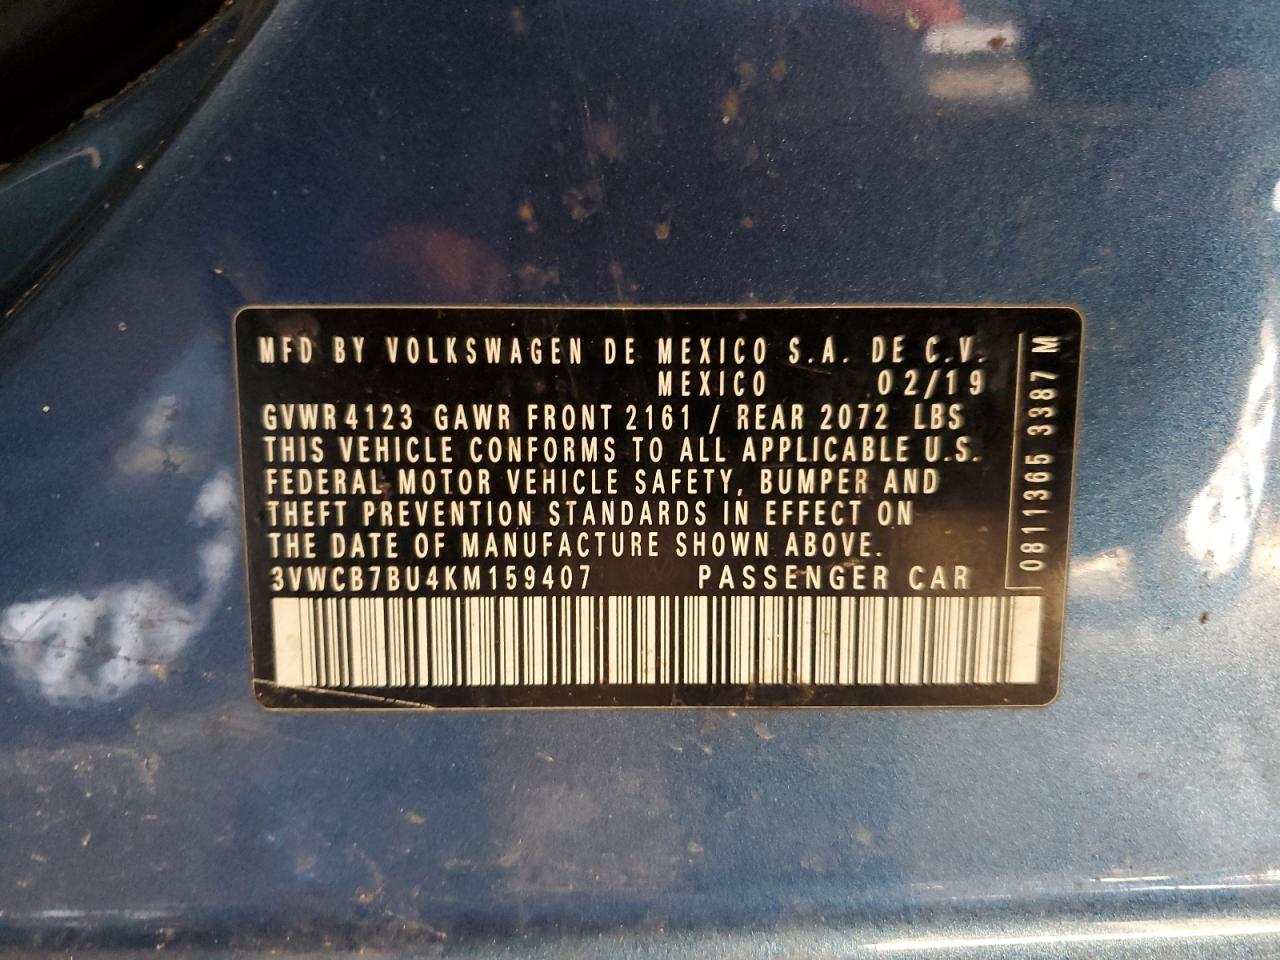 MFD BY VOLKSWAGEN DE MEXICO S.A. DE C.V.
MEXICO 02/19
GVWR 4123 GAWR FRONT 2161 / REAR 2072 LBS
THIS VEHICLE CONFORMS TO ALL APPLICABLE U.S.
FEDERAL MOTOR VEHICLE SAFETY, BUMPER AND
THEFT PREVENTION STANDARDS IN EFFECT ON
THE DATE OF MANUFACTURE SHOWN ABOVE.
3VWCB7BU4KM159407 PASSENGER CAR
0811365 3387 M